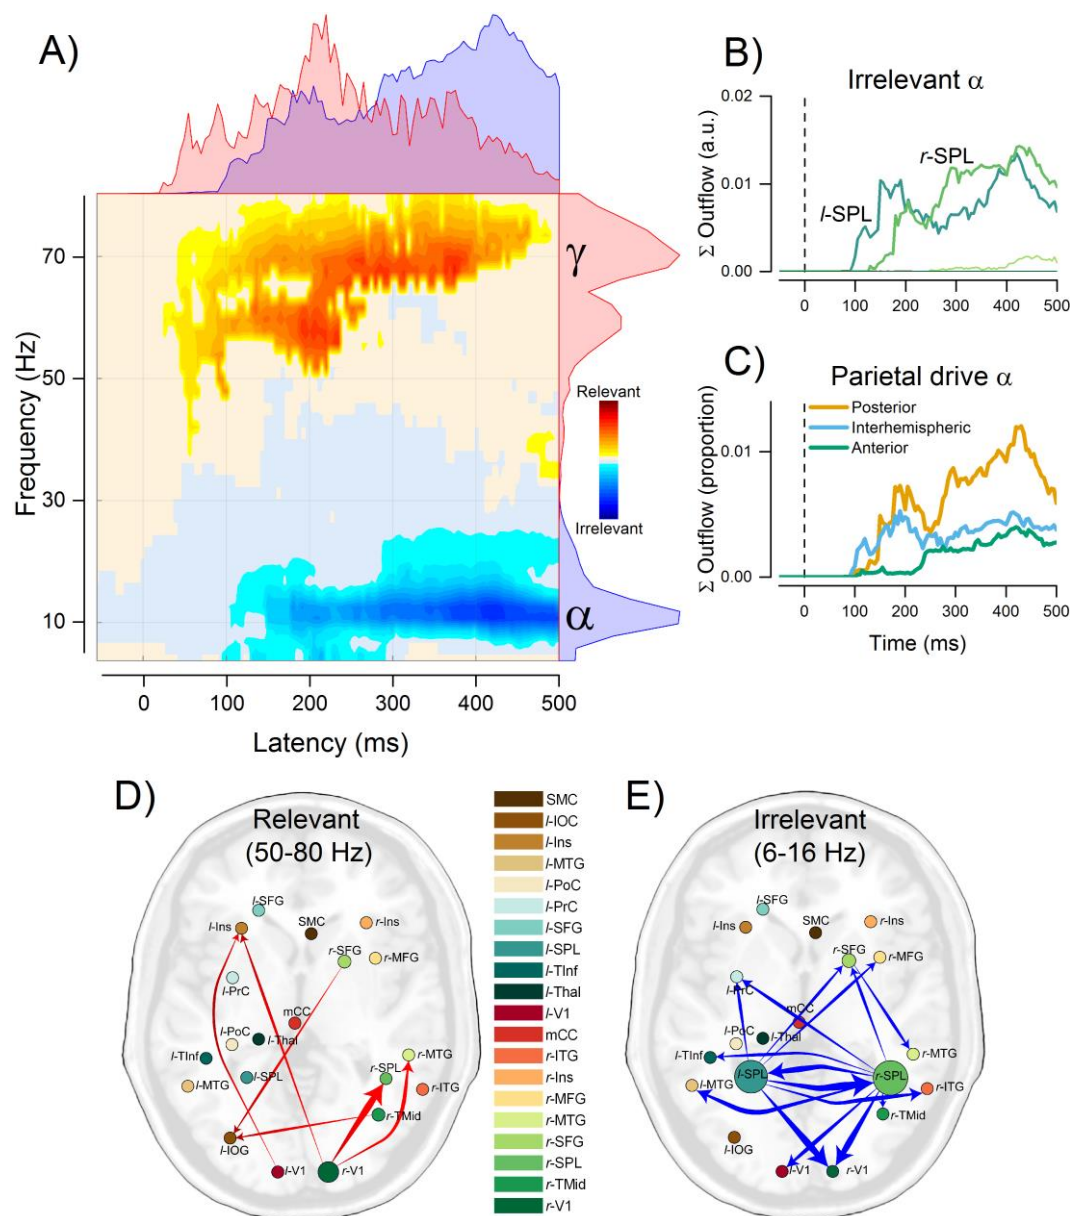 A)
γ
α
70
50
30
10
Frequency (Hz)
Relevant
Irrelevant
0 100 200 300 400 500
Latency (ms)
B)
Irrelevant α
0.02
0.01
0.00
Σ Outflow (a.u.)
r-SPL
l-SPL
0 100 200 300 400 500
C)
Parietal drive α
Posterior
Interhemispheric
Anterior
0.01
0.00
Σ Outflow (proportion)
0 100 200 300 400 500
Time (ms)
D)
Relevant
(50-80 Hz)
l-SFG
l-Ins
SMC
r-Ins
r-SFG
r-MFG
l-PrC
mCC
l-PoC
l-Thal
l-TInf
r-MTG
l-SPL
r-SPL
l-MTG
r-ITG
r-TMid
l-IOG
l-V1
r-V1
SMC
l-IOC
l-Ins
l-MTG
l-PoC
l-PrC
l-SFG
l-SPL
l-TInf
l-Thal
l-V1
mCC
r-ITG
r-Ins
r-MFG
r-MTG
r-SFG
r-SPL
r-TMid
r-V1
E)
Irrelevant
(6-16 Hz)
l-SFG
l-Ins
SMC
r-Ins
r-SFG
r-MFG
l-PrC
mCC
l-PoC
l-Thal
l-TInf
r-MTG
l-SPL
r-SPL
l-MTG
r-ITG
r-TMid
l-IOG
l-V1
r-V1